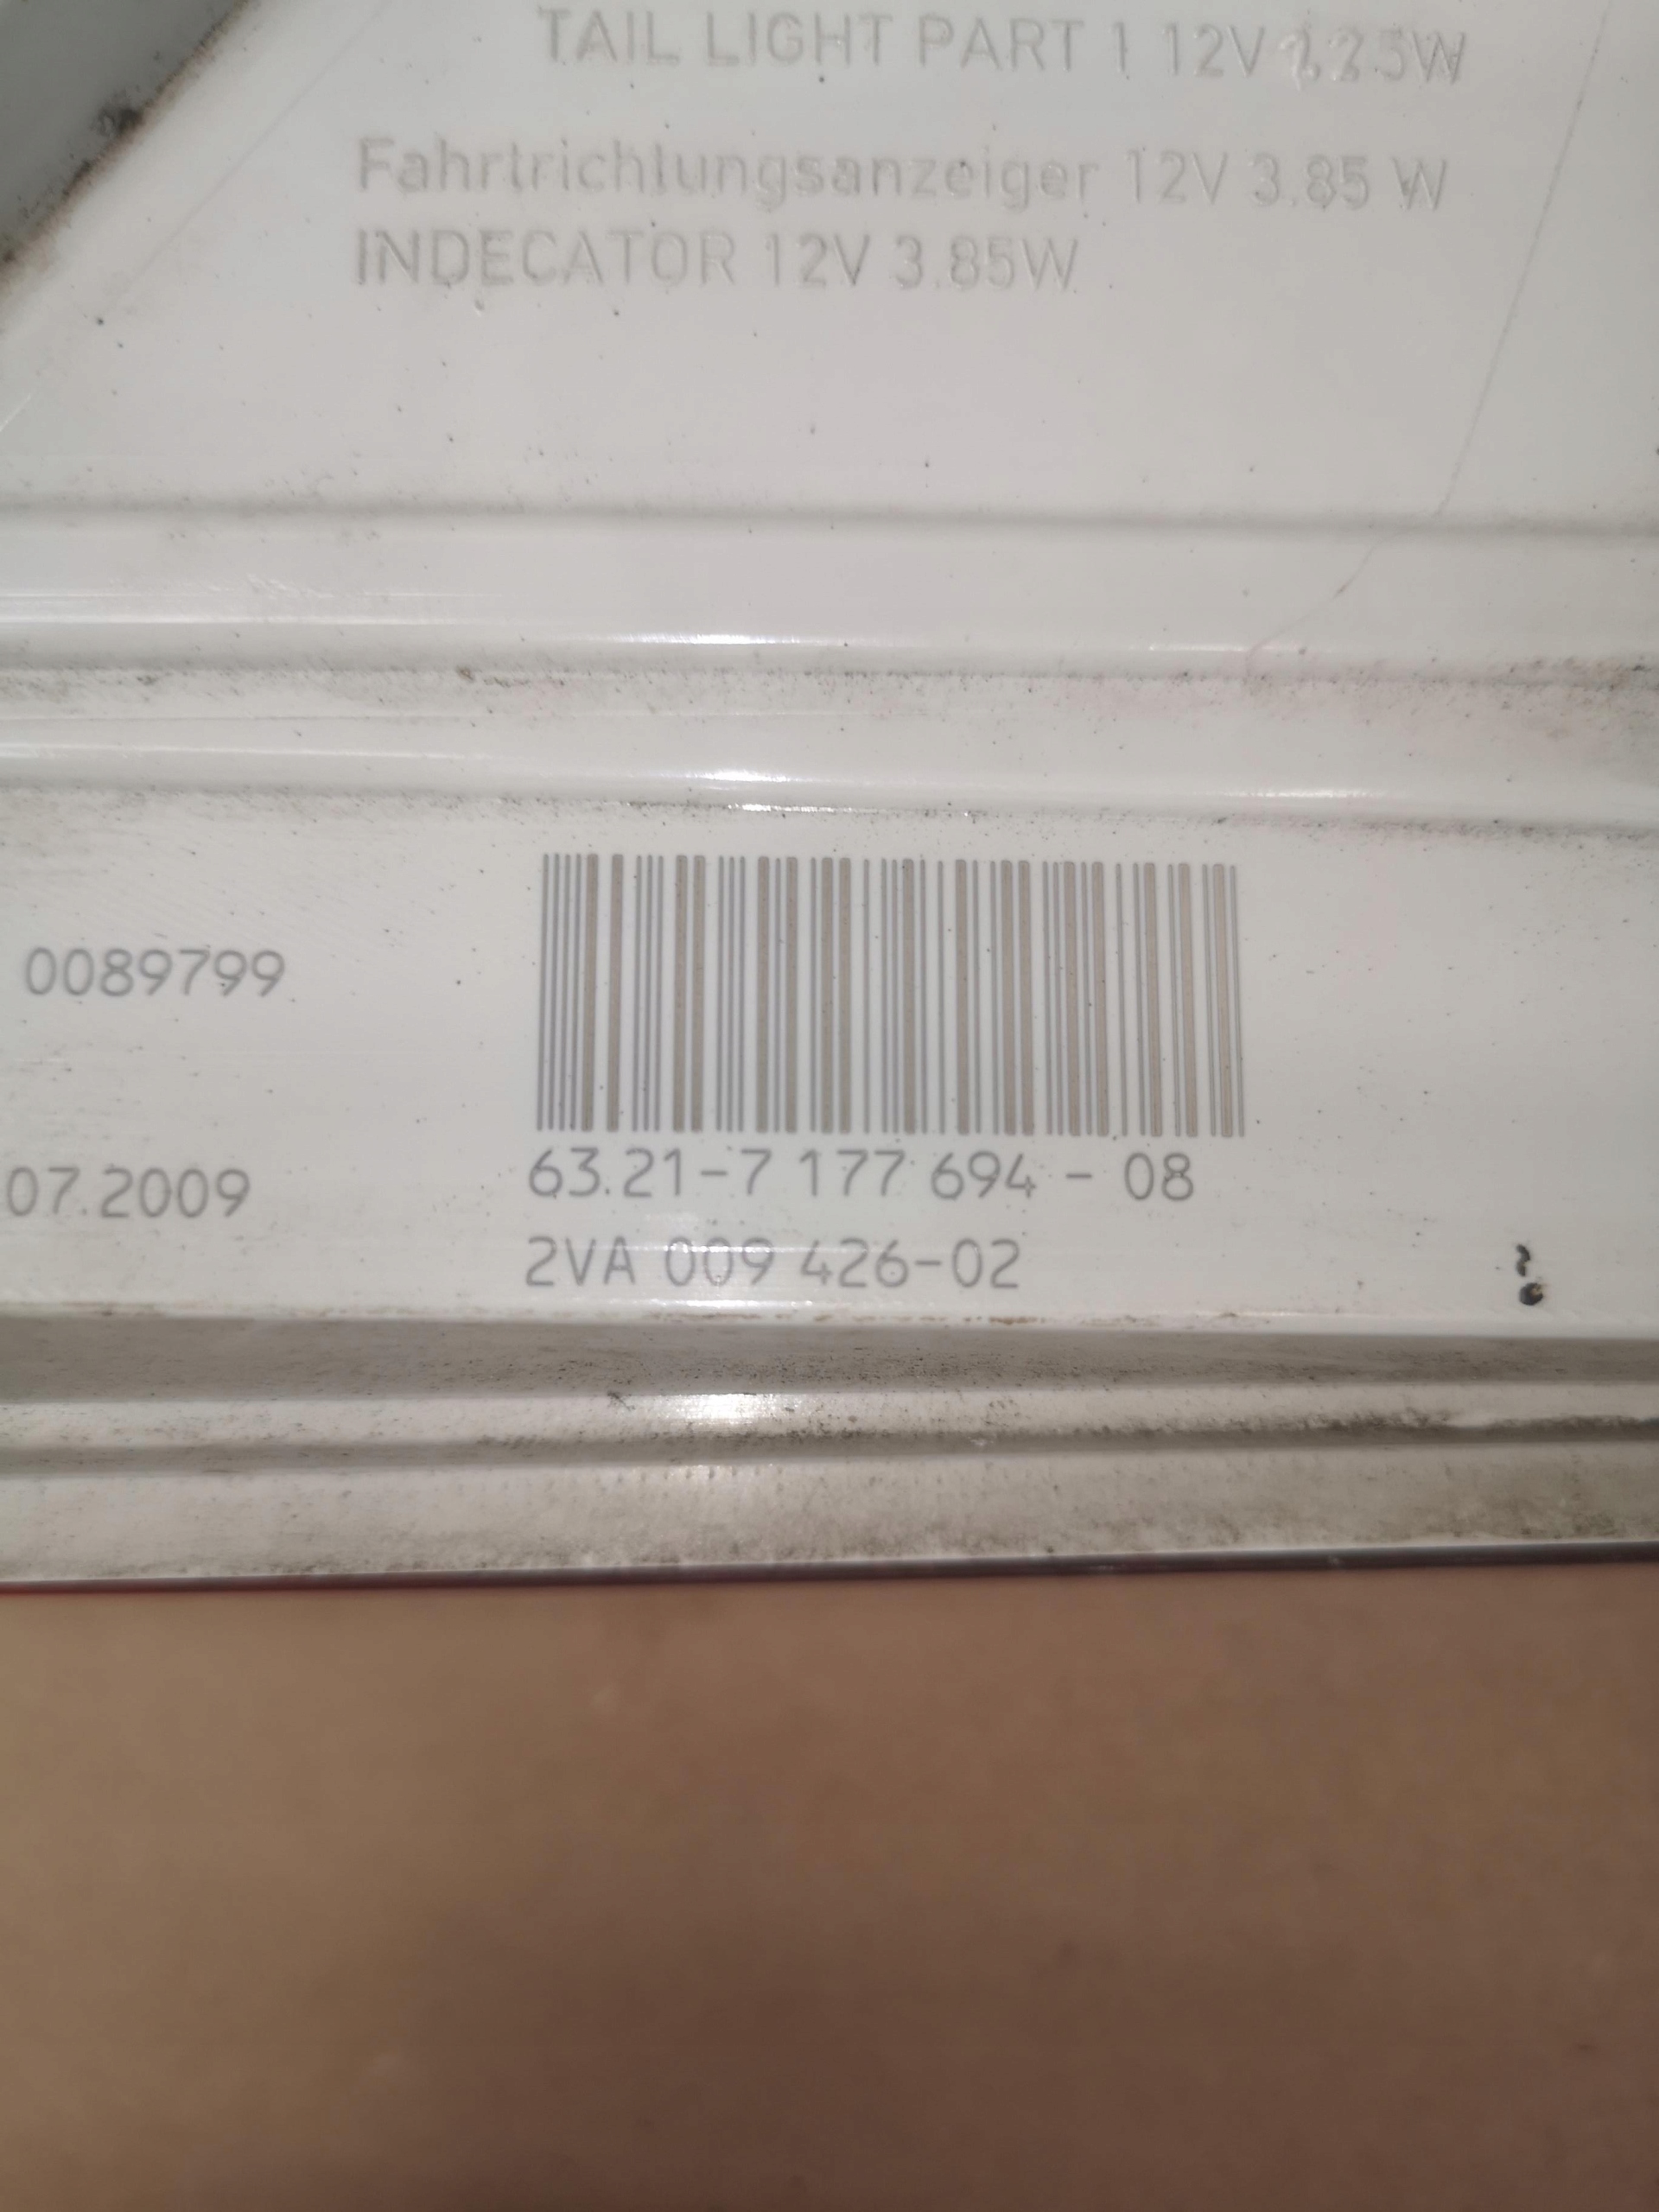 TAIL LIGHT PART 1 12V 2.25W
Fahrtrichtungsanzeiger 12V 3.85 W
INDECATOR 12V 3.85W
0089799
07.2009
63.21-7 177 694 - 08
2VA 009 426-02